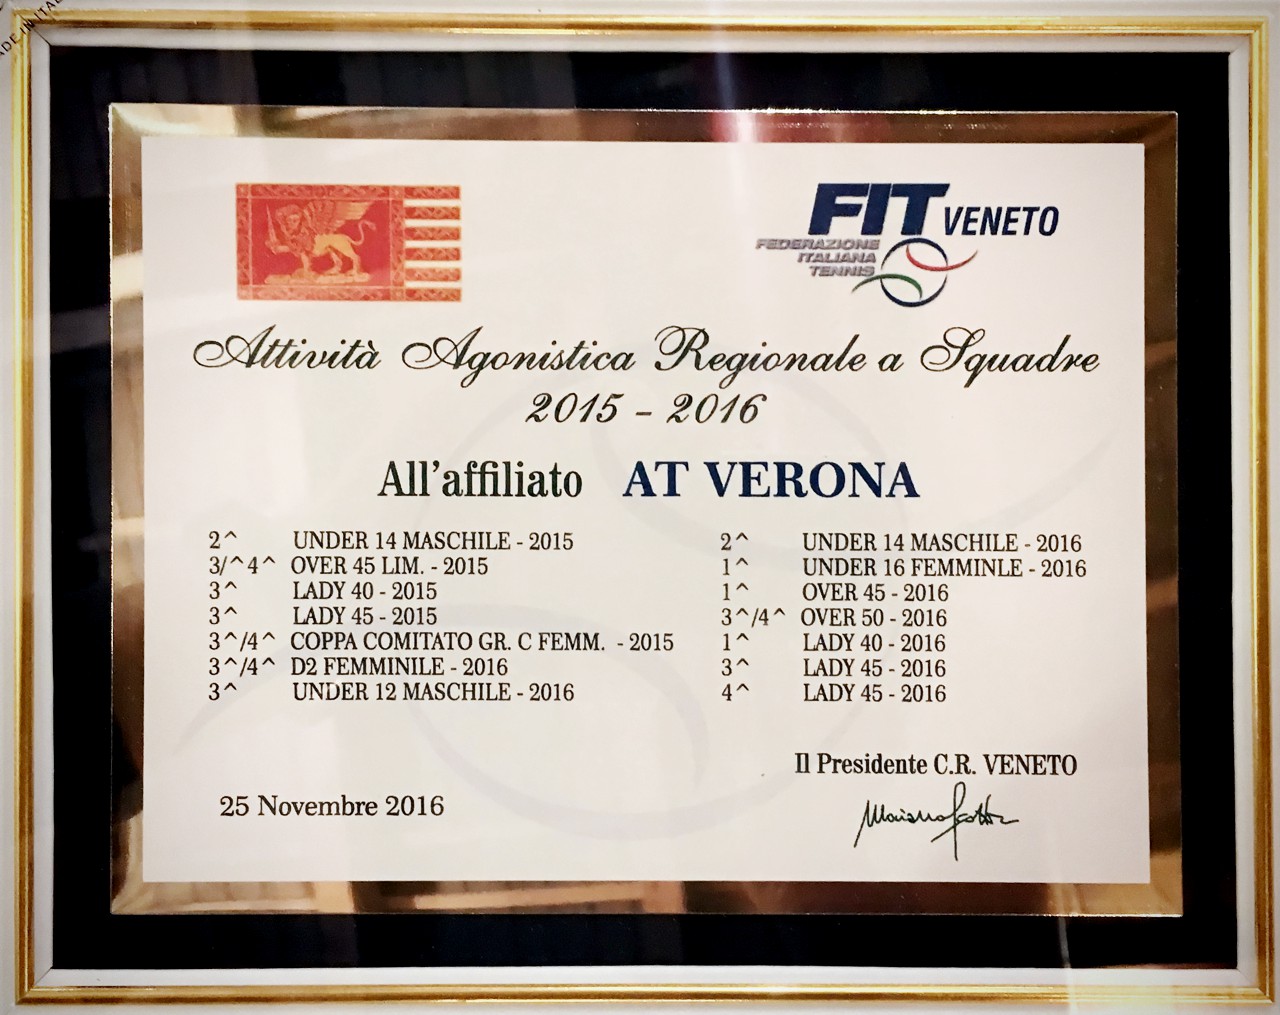 MADE IN ITALY
FIT VENETO
FEDERAZIONE
ITALIANA
TENNIS
Attività Agonistica Regionale a Squadre
2015 - 2016
All'affiliato AT VERONA
2^ UNDER 14 MASCHILE - 2015
3/^4^ OVER 45 LIM. - 2015
3^ LADY 40 - 2015
3^ LADY 45 - 2015
3^/4^ COPPA COMITATO GR. C FEMM. - 2015
3^/4^ D2 FEMMINILE - 2016
3^ UNDER 12 MASCHILE - 2016
2^ UNDER 14 MASCHILE - 2016
1^ UNDER 16 FEMMINLE - 2016
1^ OVER 45 - 2016
3^/4^ OVER 50 - 2016
1^ LADY 40 - 2016
3^ LADY 45 - 2016
4^ LADY 45 - 2016
Il Presidente C.R. VENETO
25 Novembre 2016